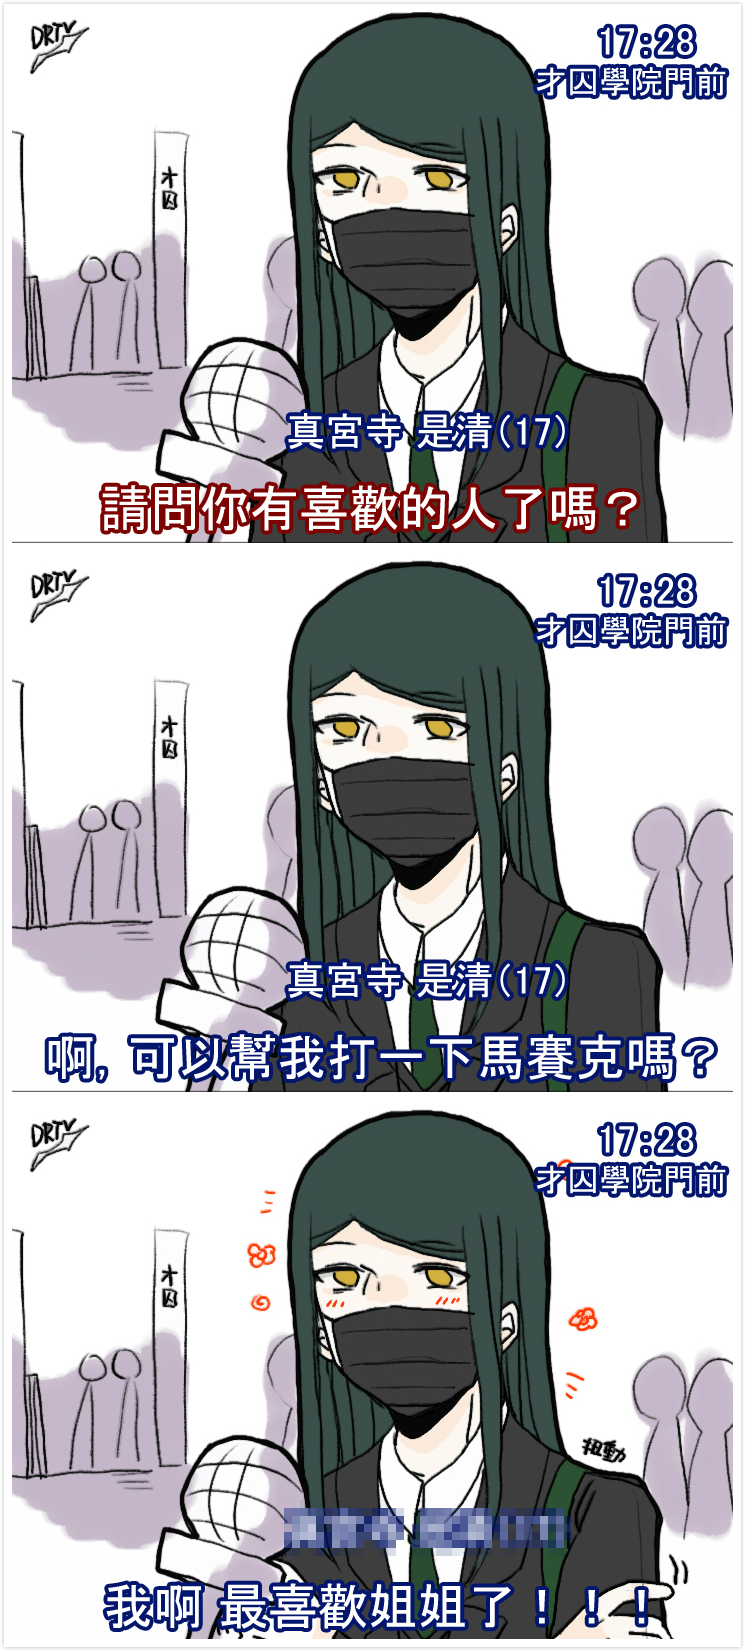 DRTV
17:28
才囚學院門前
才囚
真宮寺 是清(17)
請問你有喜歡的人了嗎？
DRTV
17:28
才囚學院門前
才囚
真宮寺 是清(17)
啊, 可以幫我打一下馬賽克嗎？
DRTV
17:28
才囚學院門前
才囚
扭動
我啊 最喜歡姐姐了！！！